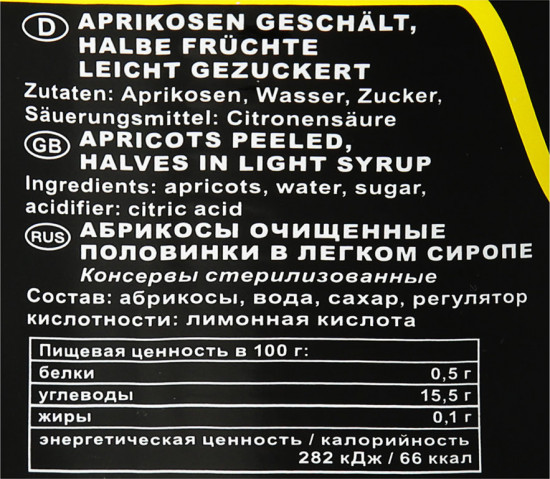 D APRIKOSEN GESCHÄLT,
HALBE FRÜCHTE
LEICHT GEZUCKERT
Zutaten: Aprikosen, Wasser, Zucker,
Säuerungsmittel: Citronensäure
GB APRICOTS PEELED,
HALVES IN LIGHT SYRUP
Ingredients: apricots, water, sugar,
acidifier: citric acid
RUS АБРИКОСЫ ОЧИЩЕННЫЕ
ПОЛОВИНКИ В ЛЕГКОМ СИРОПЕ
Консервы стерилизованные
Состав: абрикосы, вода, сахар, регулятор
кислотности: лимонная кислота
Пищевая ценность в 100 г:
белки 0,5 г
углеводы 15,5 г
жиры 0,1 г
энергетическая ценность / калорийность
282 кДж / 66 ккал